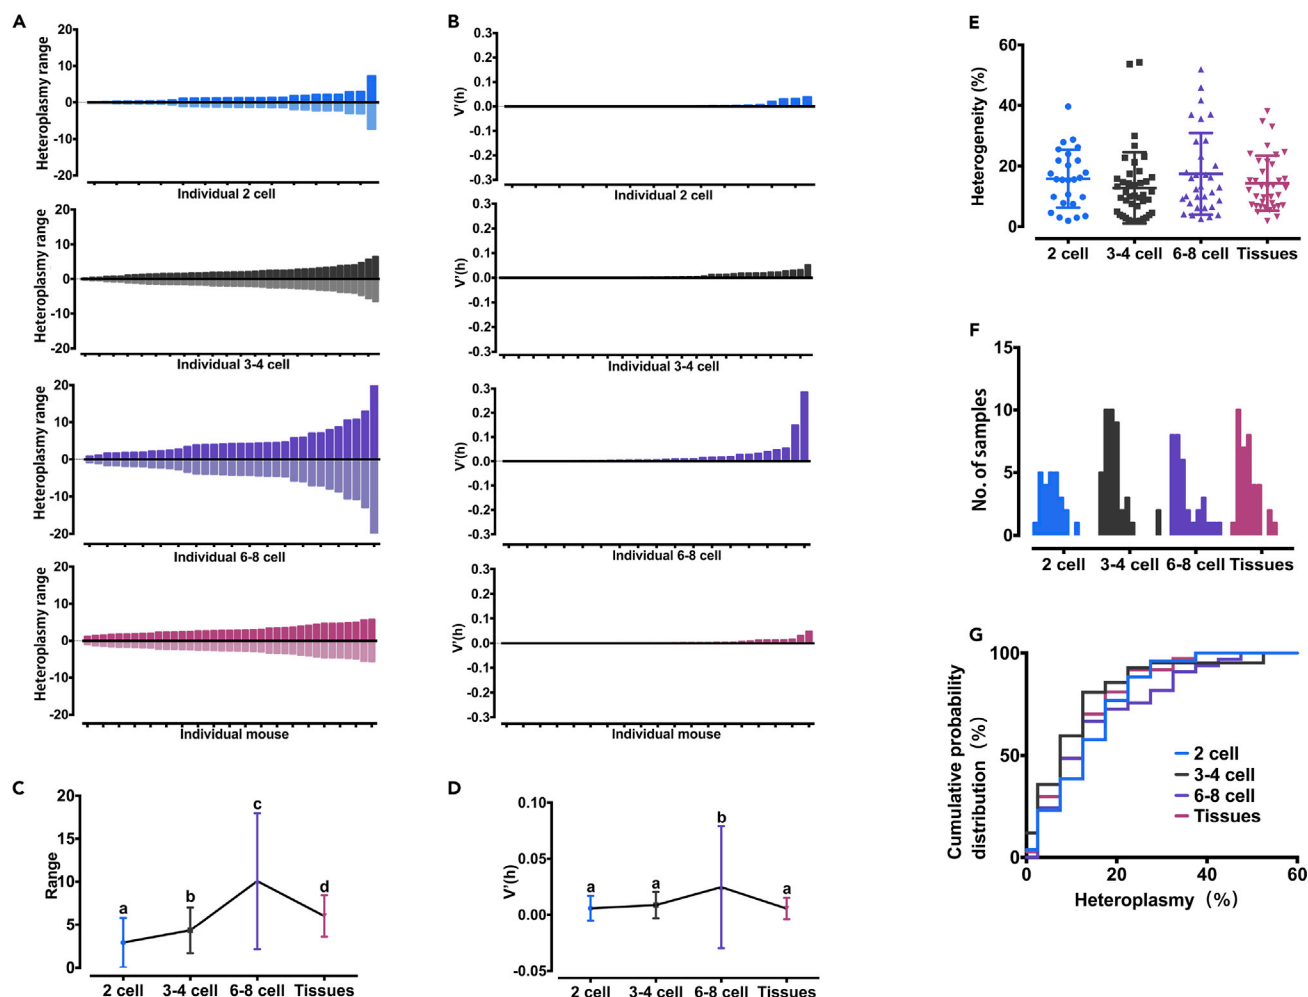 A
Heteroplasmy range
20
10
0
-10
-20
Individual 2 cell
Heteroplasmy range
20
10
0
-10
-20
Individual 3-4 cell
Heteroplasmy range
20
10
0
-10
-20
Individual 6-8 cell
Heteroplasmy range
20
10
0
-10
-20
Individual mouse
B
V'(h)
0.3
0.2
0.1
0.0
-0.1
-0.2
-0.3
Individual 2 cell
V'(h)
0.3
0.2
0.1
0.0
-0.1
-0.2
-0.3
Individual 3-4 cell
V'(h)
0.3
0.2
0.1
0.0
-0.1
-0.2
-0.3
Individual 6-8 cell
V'(h)
0.3
0.2
0.1
0.0
-0.1
-0.2
-0.3
Individual mouse
C
Range
20
15
10
5
0
a
b
c
d
2 cell 3-4 cell 6-8 cell Tissues
D
V'(h)
0.10
0.05
0.00
-0.05
a
a
b
a
2 cell 3-4 cell 6-8 cell Tissues
E
Heterogeneity (%)
60
40
20
0
2 cell 3-4 cell 6-8 cell Tissues
F
No. of samples
15
10
5
0
2 cell 3-4 cell 6-8 cell Tissues
G
Cumulative probability
distribution (%)
100
50
0
2 cell
3-4 cell
6-8 cell
Tissues
0 20 40 60
Heteroplasmy (%)